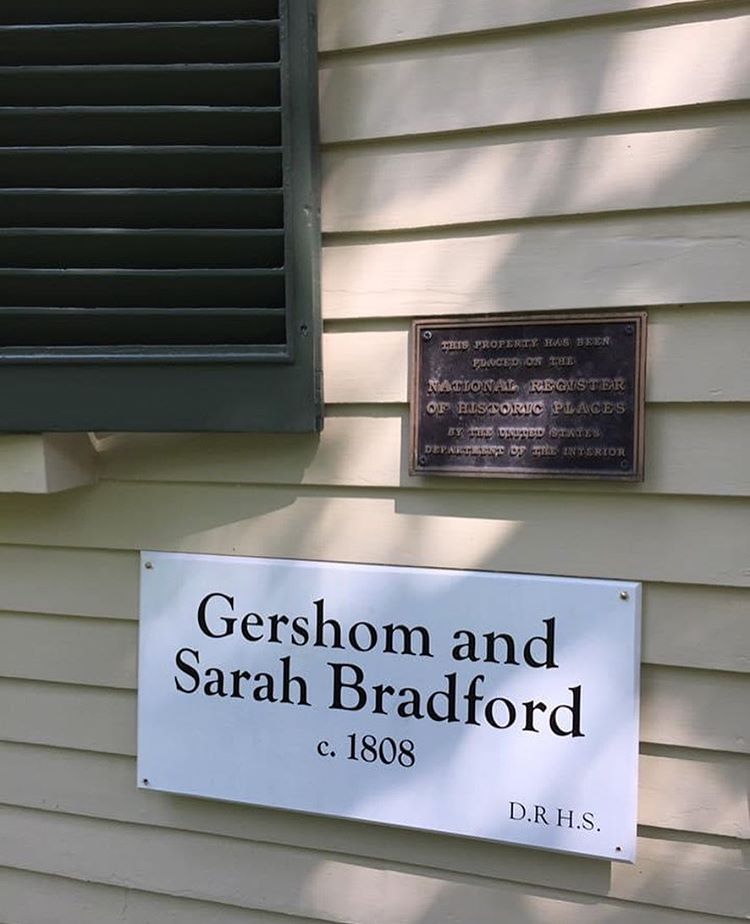 THIS PROPERTY HAS BEEN
PLACED ON THE
NATIONAL REGISTER
OF HISTORIC PLACES
BY THE UNITED STATES
DEPARTMENT OF THE INTERIOR
Gershom and
Sarah Bradford
c. 1808
D.R H.S.